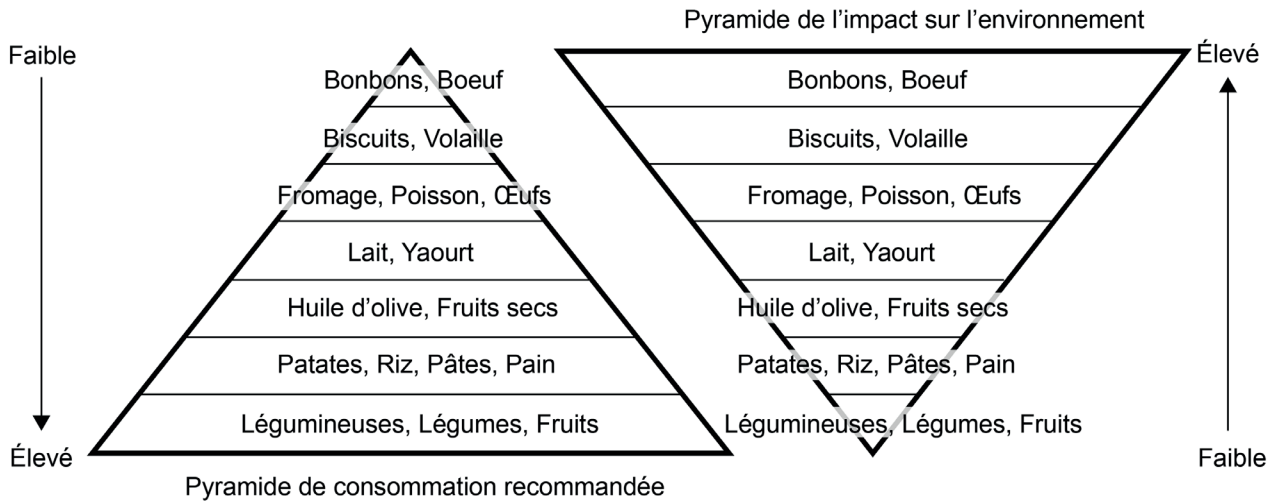 Pyramide de l'impact sur l'environnement
Faible
Élevé
Bonbons, Boeuf
Biscuits, Volaille
Fromage, Poisson, Œufs
Lait, Yaourt
Huile d'olive, Fruits secs
Patates, Riz, Pâtes, Pain
Légumineuses, Légumes, Fruits
Bonbons, Boeuf
Biscuits, Volaille
Fromage, Poisson, Œufs
Lait, Yaourt
Huile d'olive, Fruits secs
Patates, Riz, Pâtes, Pain
Légumineuses, Légumes, Fruits
Élevé
Faible
Pyramide de consommation recommandée